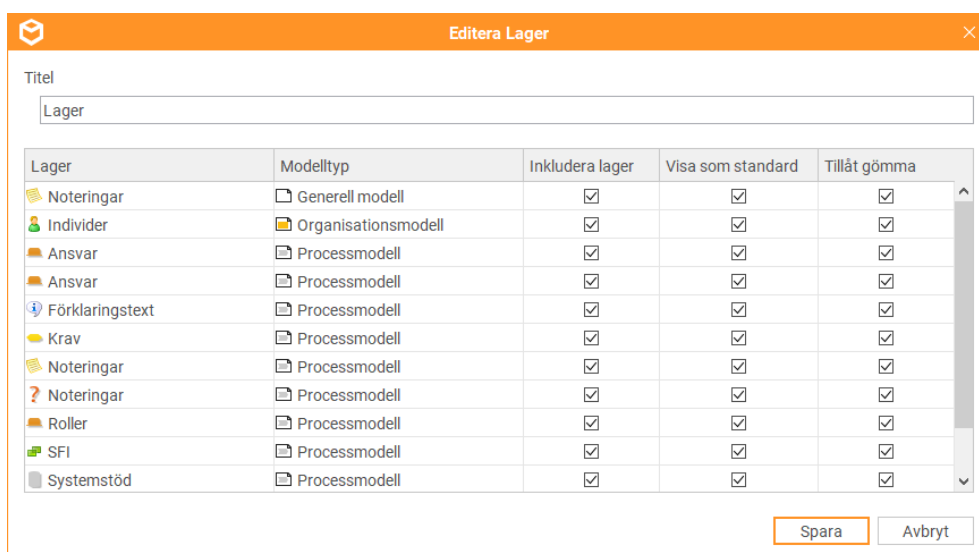 Editera Lager
Titel
Lager
Lager Modelltyp Inkludera lager Visa som standard Tillåt gömma
Noteringar Generell modell
Individer Organisationsmodell
Ansvar Processmodell
Ansvar Processmodell
Förklaringstext Processmodell
Krav Processmodell
Noteringar Processmodell
Noteringar Processmodell
Roller Processmodell
SFI Processmodell
Systemstöd Processmodell
Spara Avbryt